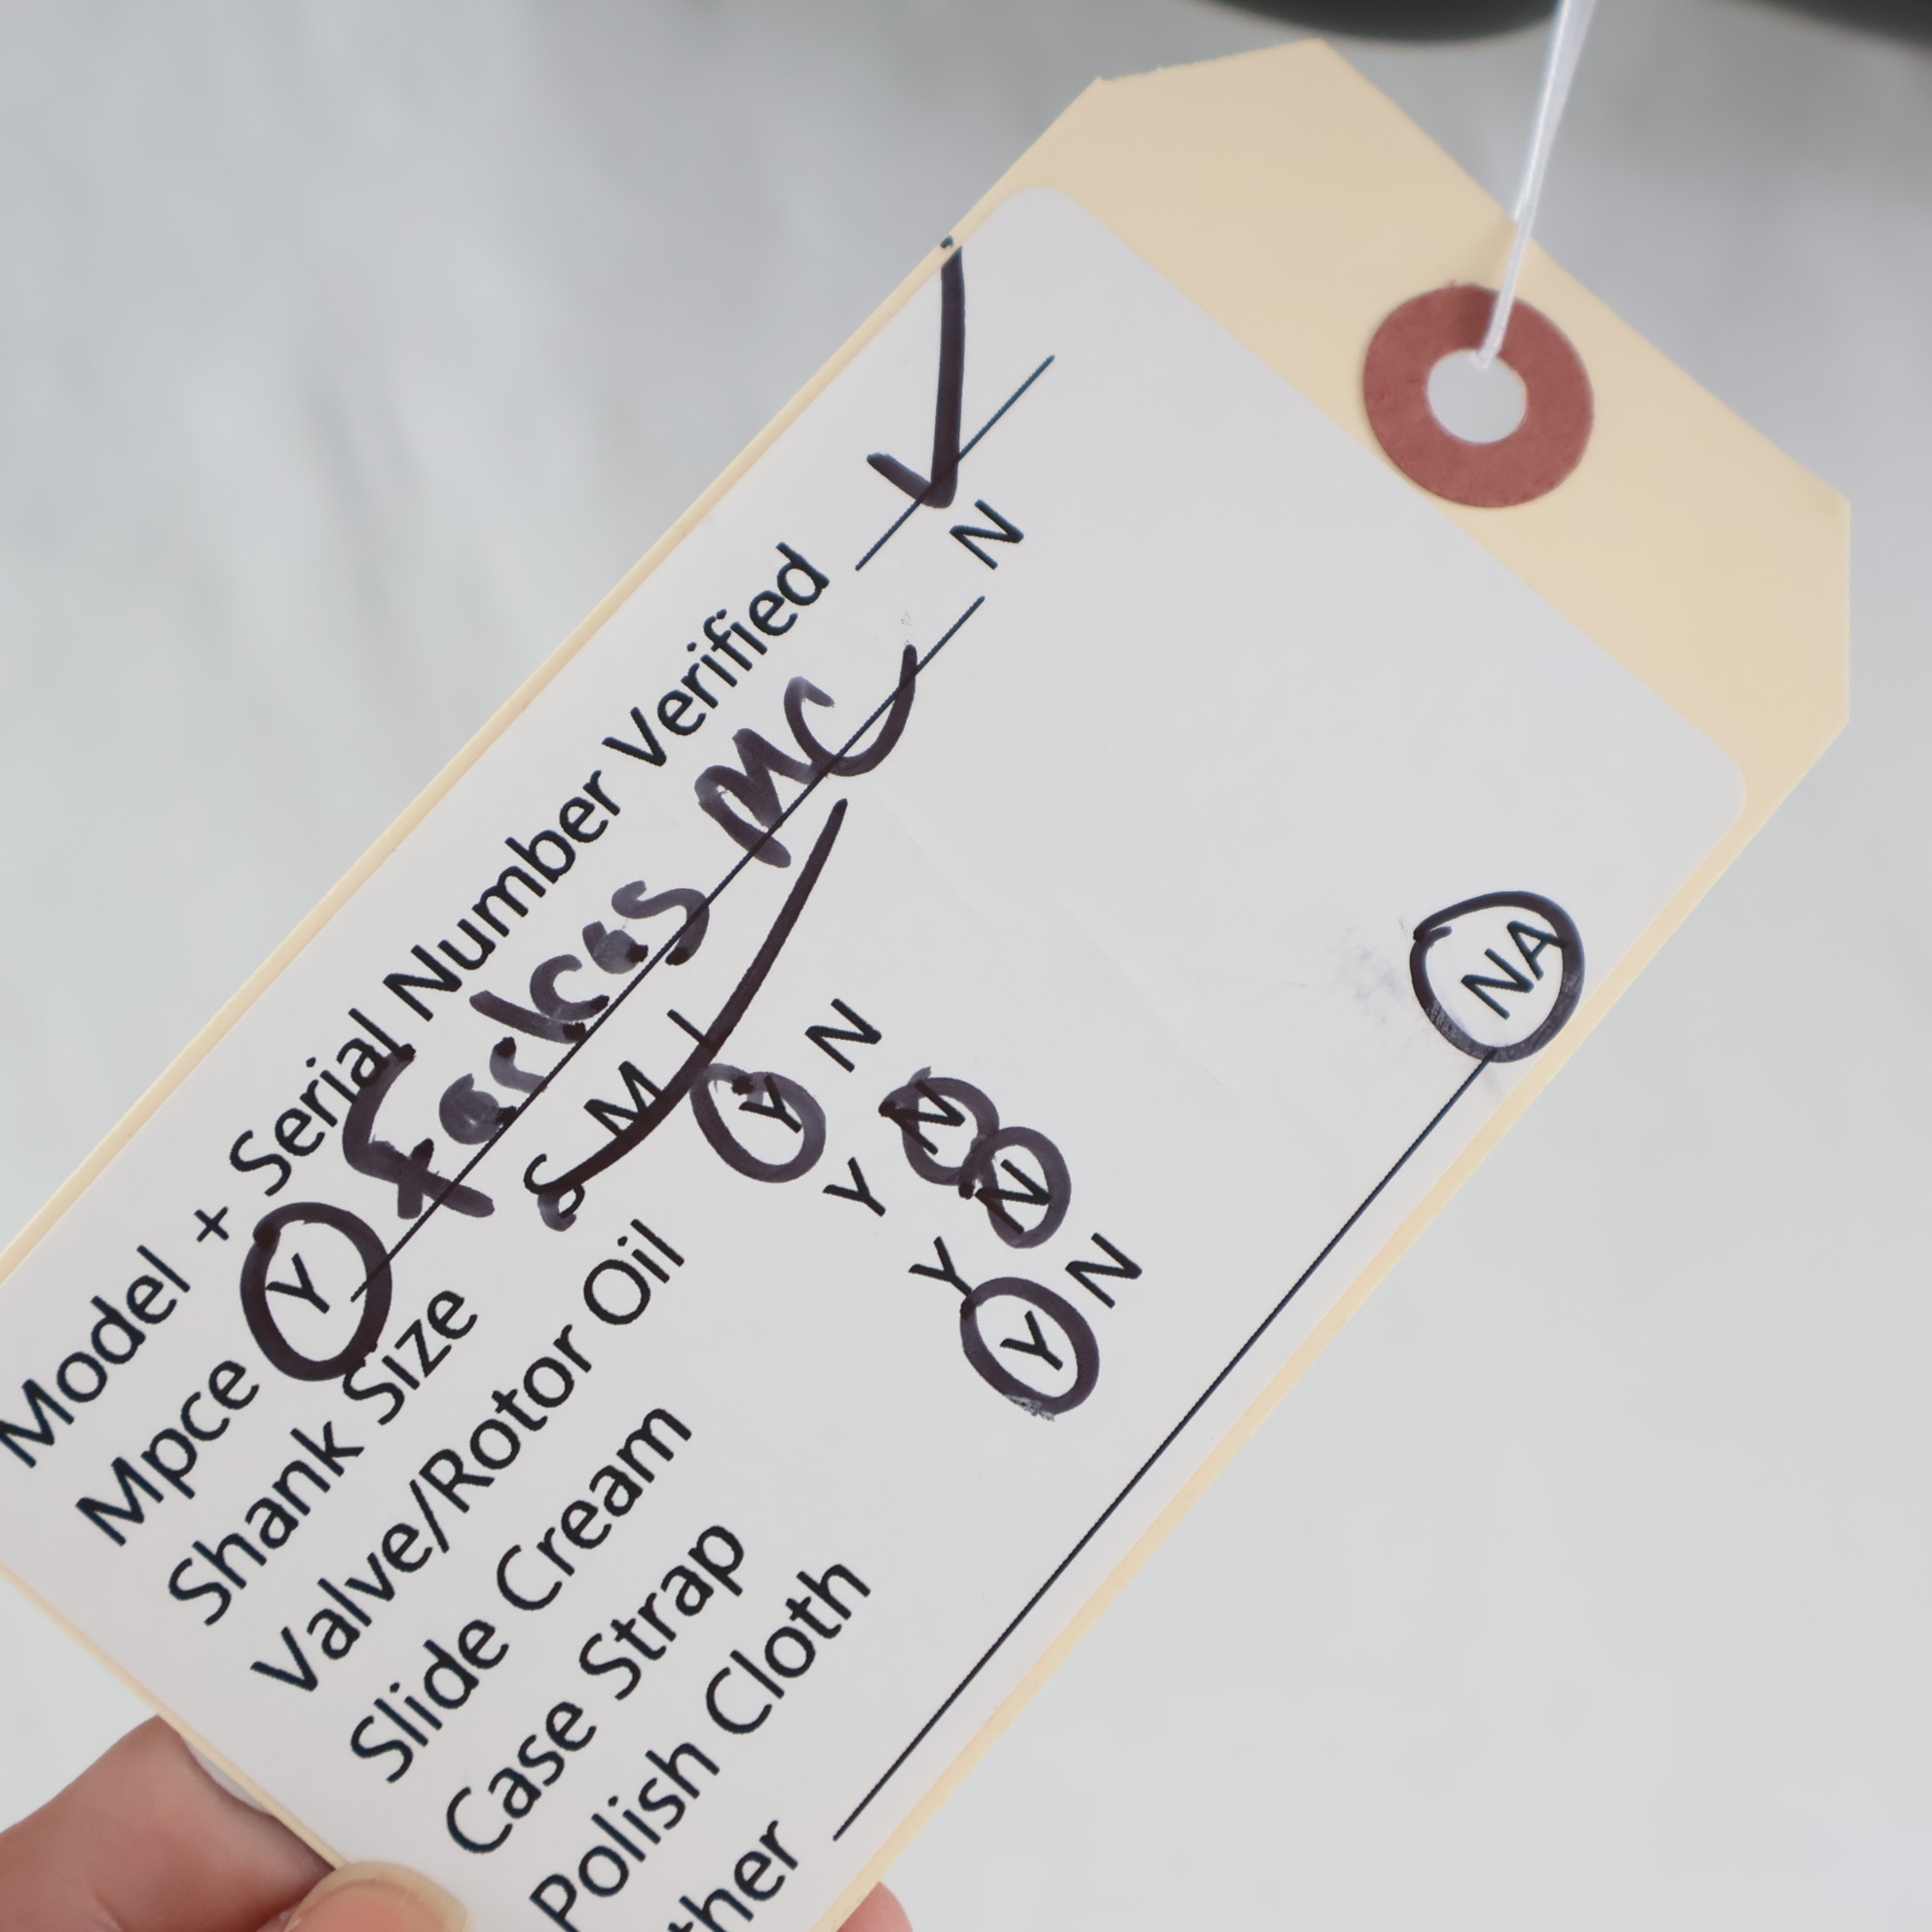 Model + Serial Number Verified ✓
Mpce Y Farkas MC N
Shank Size S M L
Valve/Rotor Oil Y N
Slide Cream Y N
Case Strap Y N
Polish Cloth Y N
ther NA